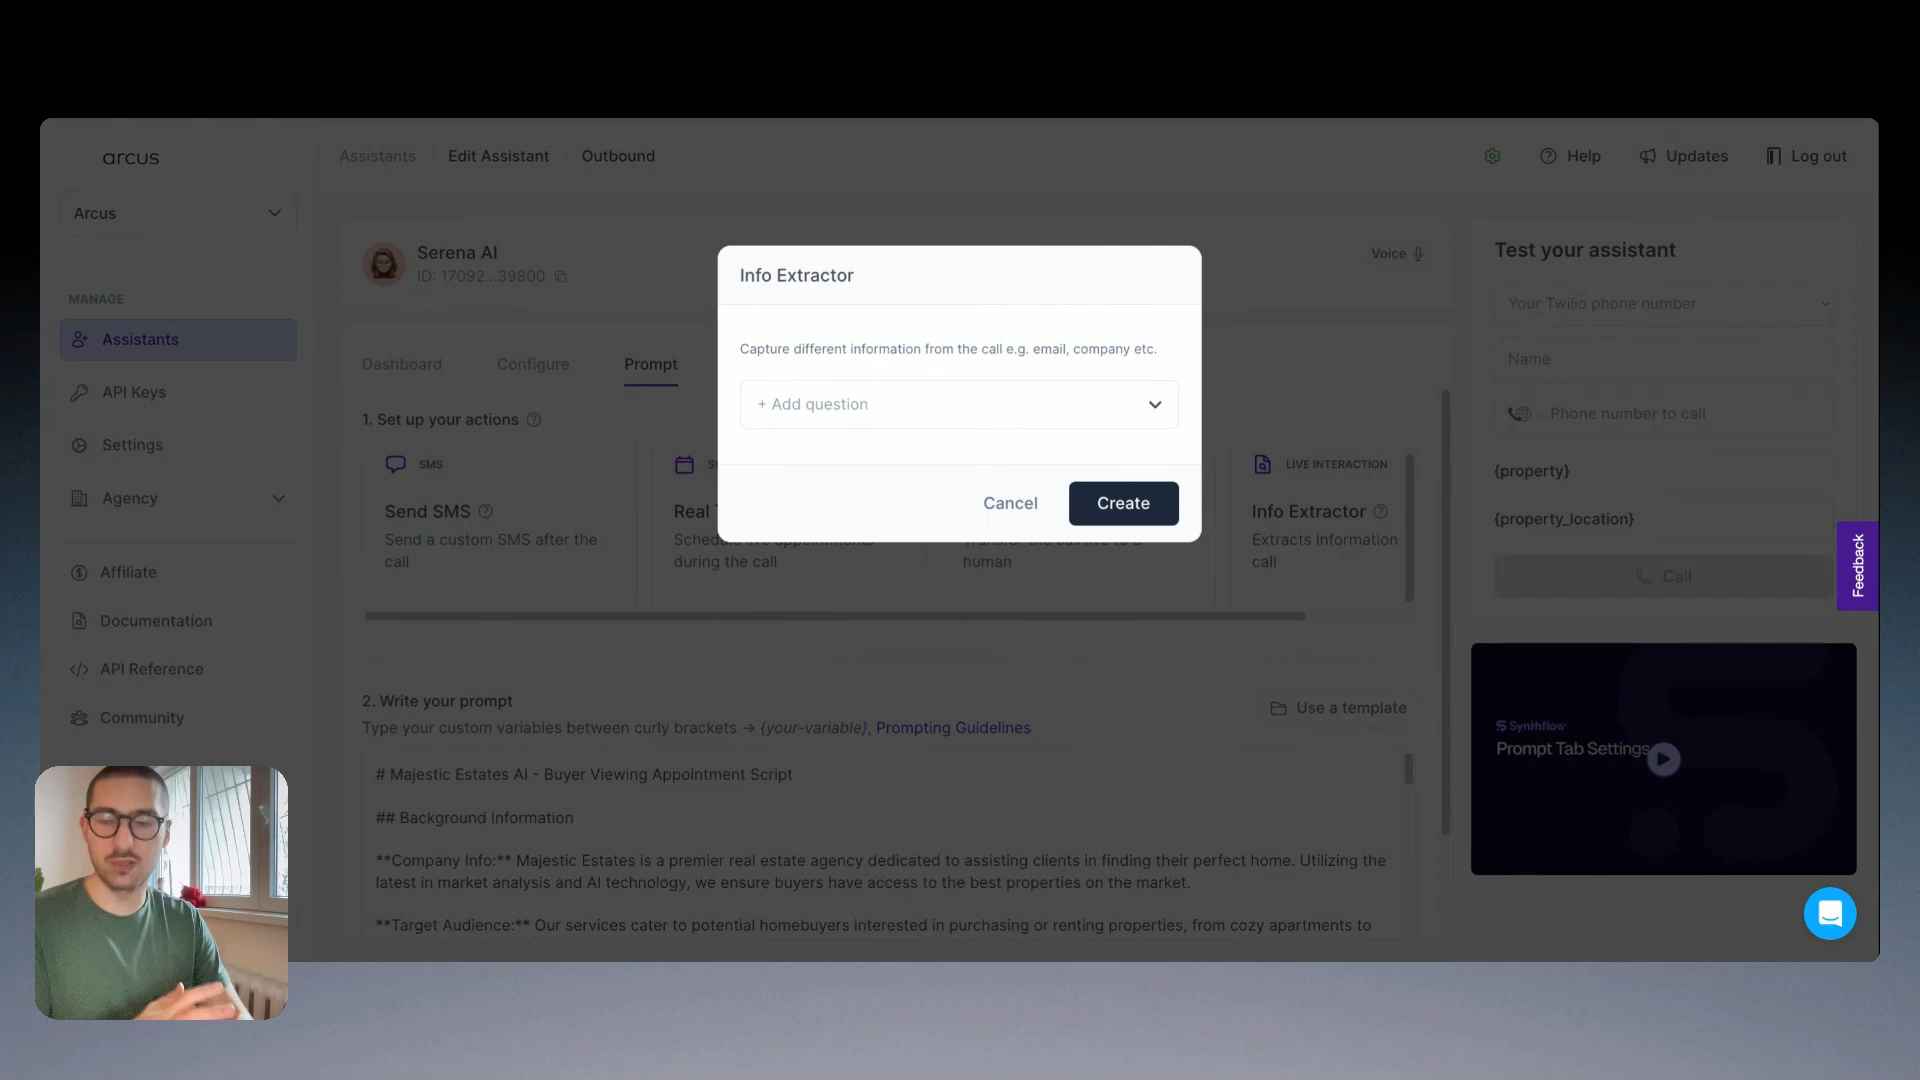 arcus
Assistants
Edit Assistant
Outbound
Help
Updates
Log out
Arcus
MANAGE
Assistants
API Keys
Settings
Agency
Affiliate
Documentation
API Reference
Community
Serena AI
ID: 17092...39800
Voice
Dashboard
Configure
Prompt
1. Set up your actions
SMS
Send SMS
Send a custom SMS after the
call
Real
Schedule live appointments
during the call
Transfer the call live to a
human
LIVE INTERACTION
Info Extractor
Extracts information
call
Info Extractor
Capture different information from the call e.g. email, company etc.
+ Add question
Cancel
Create
2. Write your prompt
Type your custom variables between curly brackets → {your-variable}, Prompting Guidelines
Use a template
# Majestic Estates AI - Buyer Viewing Appointment Script
## Background Information
**Company Info:** Majestic Estates is a premier real estate agency dedicated to assisting clients in finding their perfect home. Utilizing the
latest in market analysis and AI technology, we ensure buyers have access to the best properties on the market.
**Target Audience:** Our services cater to potential homebuyers interested in purchasing or renting properties, from cozy apartments to
Test your assistant
Your Twilio phone number
Name
Phone number to call
{property}
{property_location}
Call
Feedback
Synthflow
Prompt Tab Settings